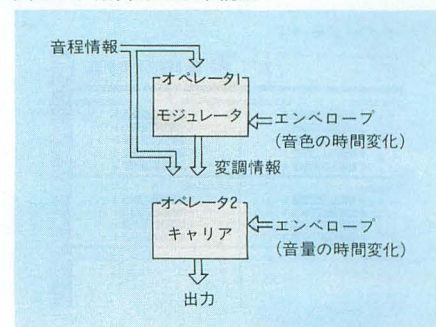 音程情報
オペレータ1
モジュレータ
エンベロープ
(音色の時間変化)
変調情報
オペレータ2
キャリア
エンベロープ
(音量の時間変化)
出力